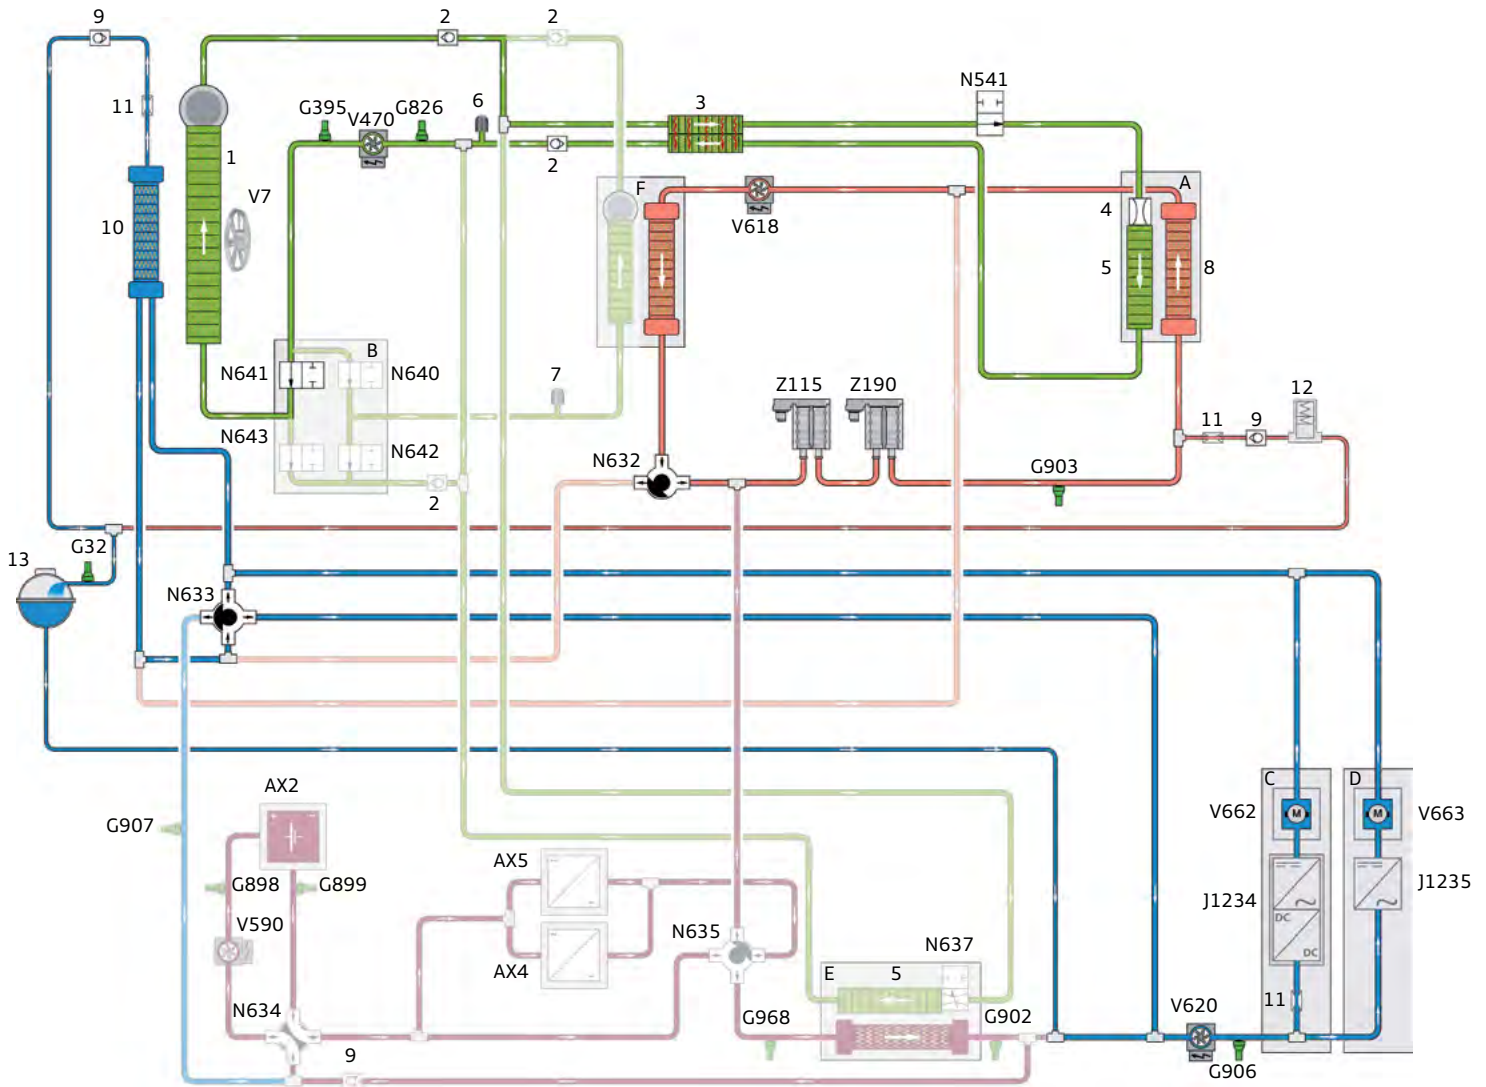 9
2
2
N541
11
G395
V470
G826
6
3
2
1
V7
F
A
4
10
V618
5
8
N641
B
N640
7
Z115
Z190
12
N643
N642
11
9
N632
G903
2
G32
13
N633
AX2
C
D
G907
V662
M
M
V663
AX5
G898
G899
J1234
J1235
V590
DC
N635
N637
AX4
E
5
DC
N634
G968
G902
V620
11
9
G906